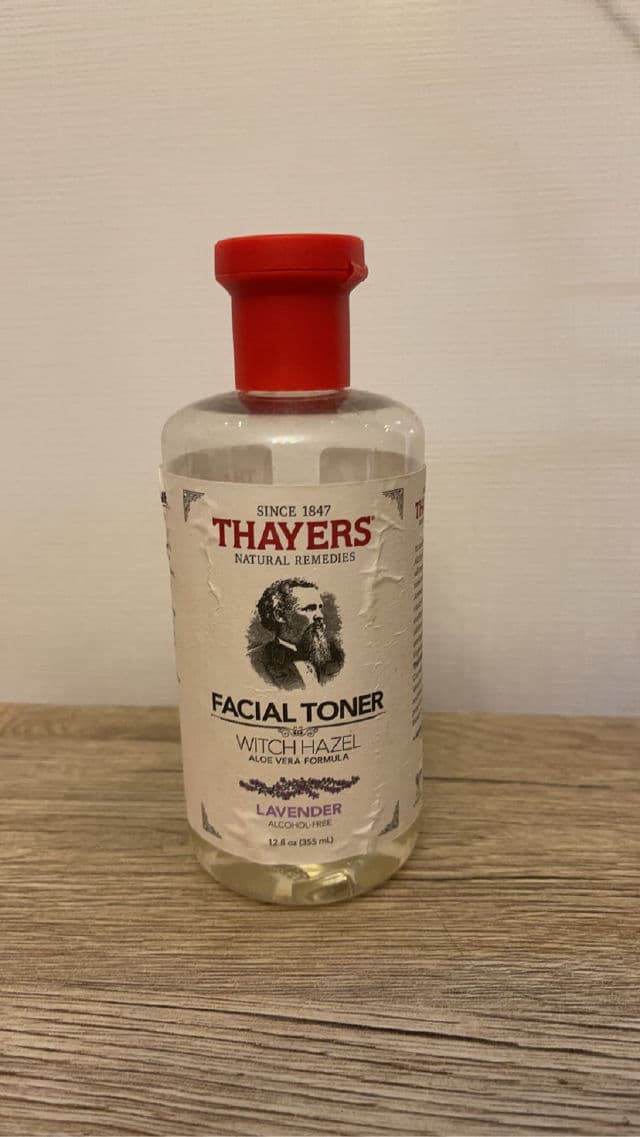 SINCE 1847
THAYERS®
NATURAL REMEDIES
FACIAL TONER
WITCH HAZEL
ALOE VERA FORMULA
LAVENDER
ALCOHOL-FREE
12 fl oz (355 mL)